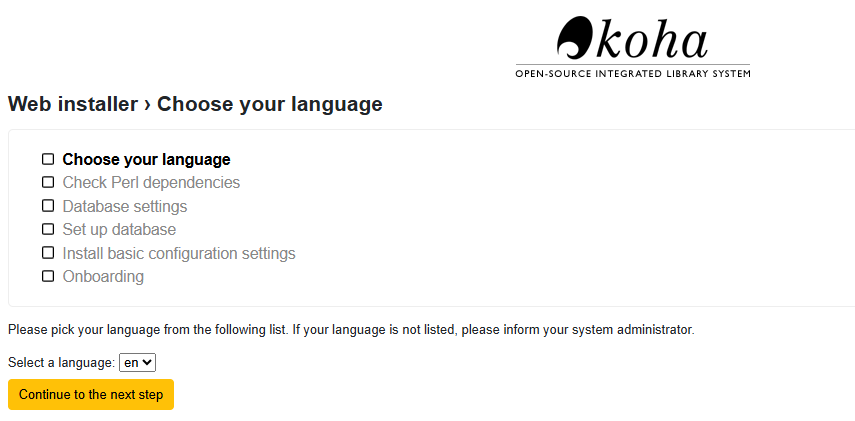 koha
OPEN-SOURCE INTEGRATED LIBRARY SYSTEM
Web installer › Choose your language
Choose your language
Check Perl dependencies
Database settings
Set up database
Install basic configuration settings
Onboarding
Please pick your language from the following list. If your language is not listed, please inform your system administrator.
Select a language: en
Continue to the next step